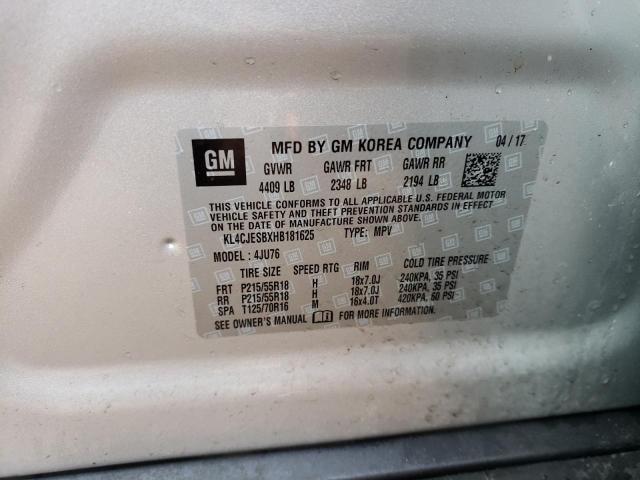 GM
MFD BY GM KOREA COMPANY 04/17
GVWR GAWR FRT GAWR RR
4409 LB 2348 LB 2194 LB
THIS VEHICLE CONFORMS TO ALL APPLICABLE U.S. FEDERAL MOTOR
VEHICLE SAFETY AND THEFT PREVENTION STANDARDS IN EFFECT
ON THE DATE OF MANUFACTURE SHOWN ABOVE.
KL4CJESBXHB181625 TYPE: MPV
MODEL: 4JU76
TIRE SIZE SPEED RTG RIM COLD TIRE PRESSURE
FRT P215/55R18 H 18x7.0J 240KPA, 35 PSI
RR P215/55R18 H 18x7.0J 240KPA, 35 PSI
SPA T125/70R16 M 16x4.0T 420KPA, 60 PSI
SEE OWNER'S MANUAL FOR ADDITIONAL INFORMATION